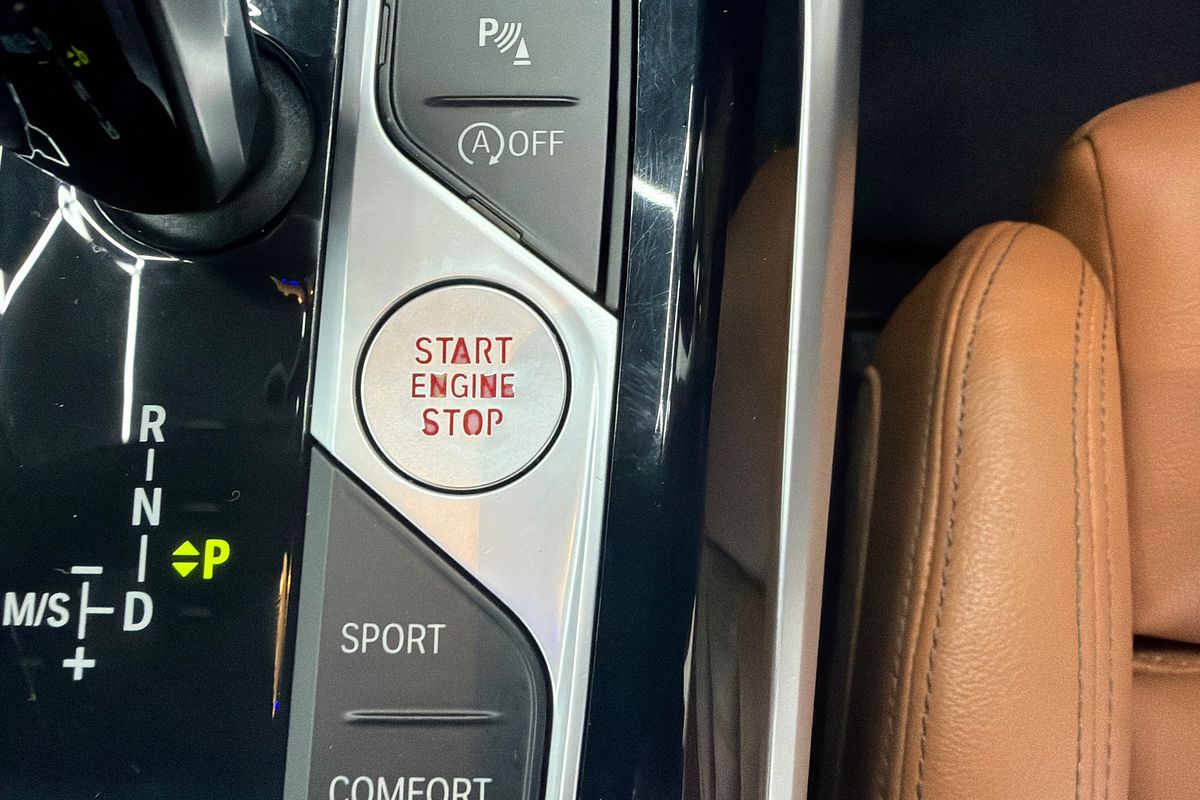 P
A OFF
START
ENGINE
STOP
R
N
P
M/S D
SPORT
COMFORT